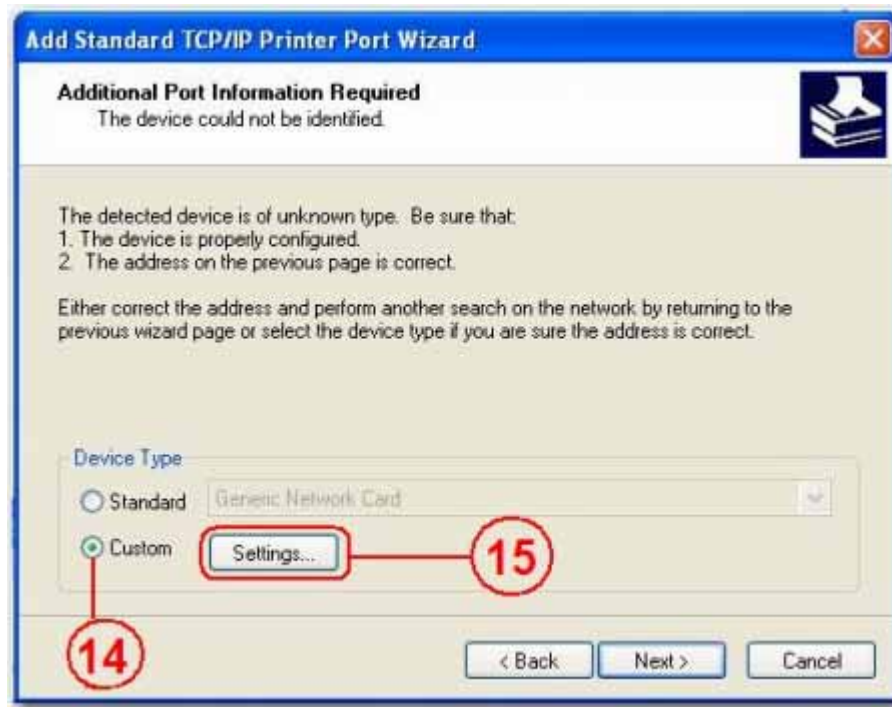 Add Standard TCP/IP Printer Port Wizard
Additional Port Information Required
The device could not be identified.
The detected device is of unknown type. Be sure that:
1. The device is properly configured.
2. The address on the previous page is correct.
Either correct the address and perform another search on the network by returning to the
previous wizard page or select the device type if you are sure the address is correct.
Device Type
Standard Generic Network Card
Custom Settings... 15
14
< Back Next > Cancel